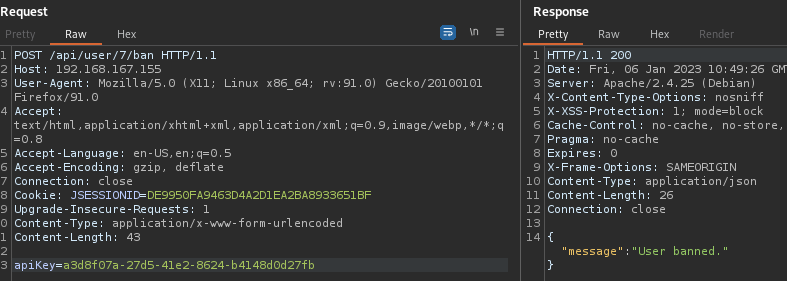 Request
Pretty Raw Hex
\n
1 POST /api/user/7/ban HTTP/1.1
2 Host: 192.168.167.155
3 User-Agent: Mozilla/5.0 (X11; Linux x86_64; rv:91.0) Gecko/20100101
Firefox/91.0
4 Accept:
text/html,application/xhtml+xml,application/xml;q=0.9,image/webp,*/*;q
=0.8
5 Accept-Language: en-US,en;q=0.5
6 Accept-Encoding: gzip, deflate
7 Connection: close
8 Cookie: JSESSIONID=DE9950FA9463D4A2D1EA2BA8933651BF
9 Upgrade-Insecure-Requests: 1
0 Content-Type: application/x-www-form-urlencoded
1 Content-Length: 43
2
3 apiKey=a3d8f07a-27d5-41e2-8624-b4148d0d27fb
Response
Pretty Raw Hex Render
1 HTTP/1.1 200
2 Date: Fri, 06 Jan 2023 10:49:26 GM
3 Server: Apache/2.4.25 (Debian)
4 X-Content-Type-Options: nosniff
5 X-XSS-Protection: 1; mode=block
6 Cache-Control: no-cache, no-store,
7 Pragma: no-cache
8 Expires: 0
9 X-Frame-Options: SAMEORIGIN
10 Content-Type: application/json
11 Content-Length: 26
12 Connection: close
13
14 {
"message":"User banned."
}